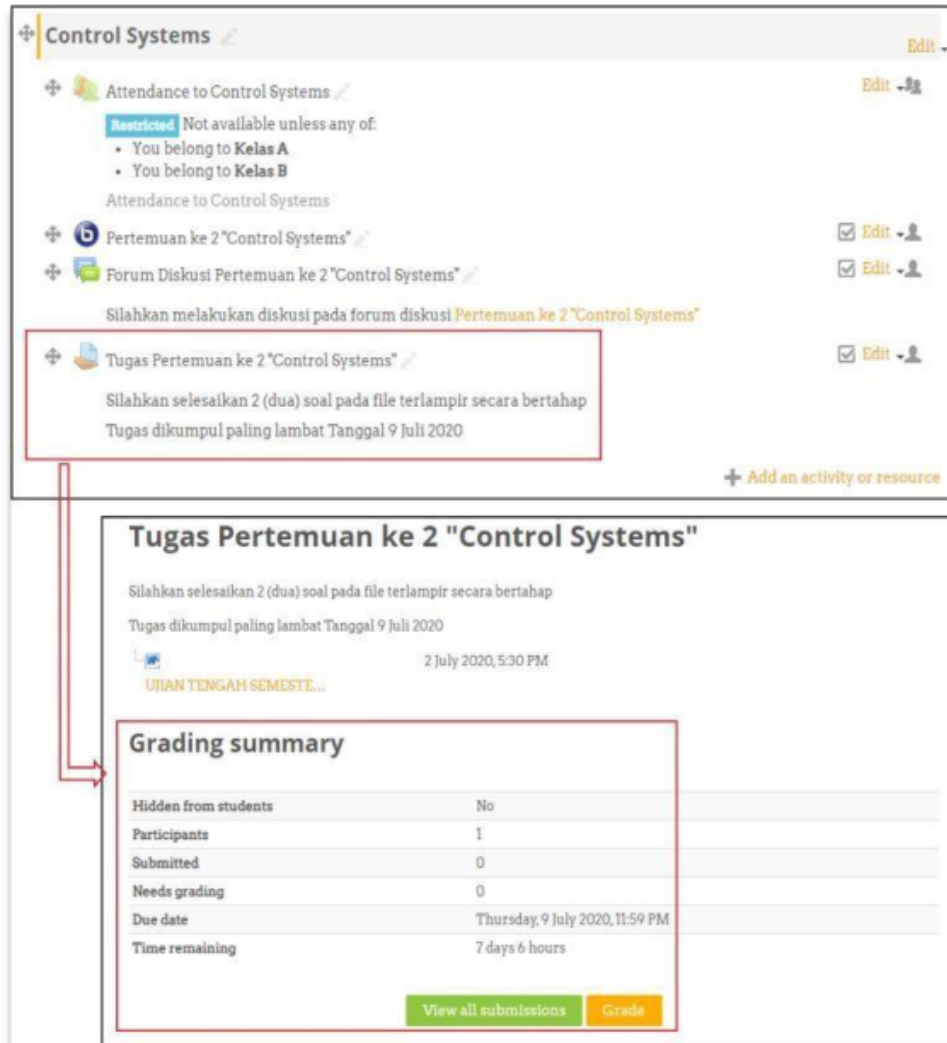 Control Systems
Edit
Attendance to Control Systems
Edit
Restricted Not available unless any of:
• You belong to Kelas A
• You belong to Kelas B
Attendance to Control Systems
Pertemuan ke 2 "Control Systems"
Edit
Forum Diskusi Pertemuan ke 2 "Control Systems"
Edit
Silahkan melakukan diskusi pada forum diskusi Pertemuan ke 2 "Control Systems"
Tugas Pertemuan ke 2 "Control Systems"
Edit
Silahkan selesaikan 2 (dua) soal pada file terlampir secara bertahap
Tugas dikumpul paling lambat Tanggal 9 Juli 2020
Add an activity or resource
Tugas Pertemuan ke 2 "Control Systems"
Silahkan selesaikan 2 (dua) soal pada file terlampir secara bertahap
Tugas dikumpul paling lambat Tanggal 9 Juli 2020
2 July 2020, 5:30 PM
UJIAN TENGAH SEMESTE...
Grading summary
Hidden from students No
Participants 1
Submitted 0
Needs grading 0
Due date Thursday, 9 July 2020, 11:59 PM
Time remaining 7 days 6 hours
View all submissions Grade